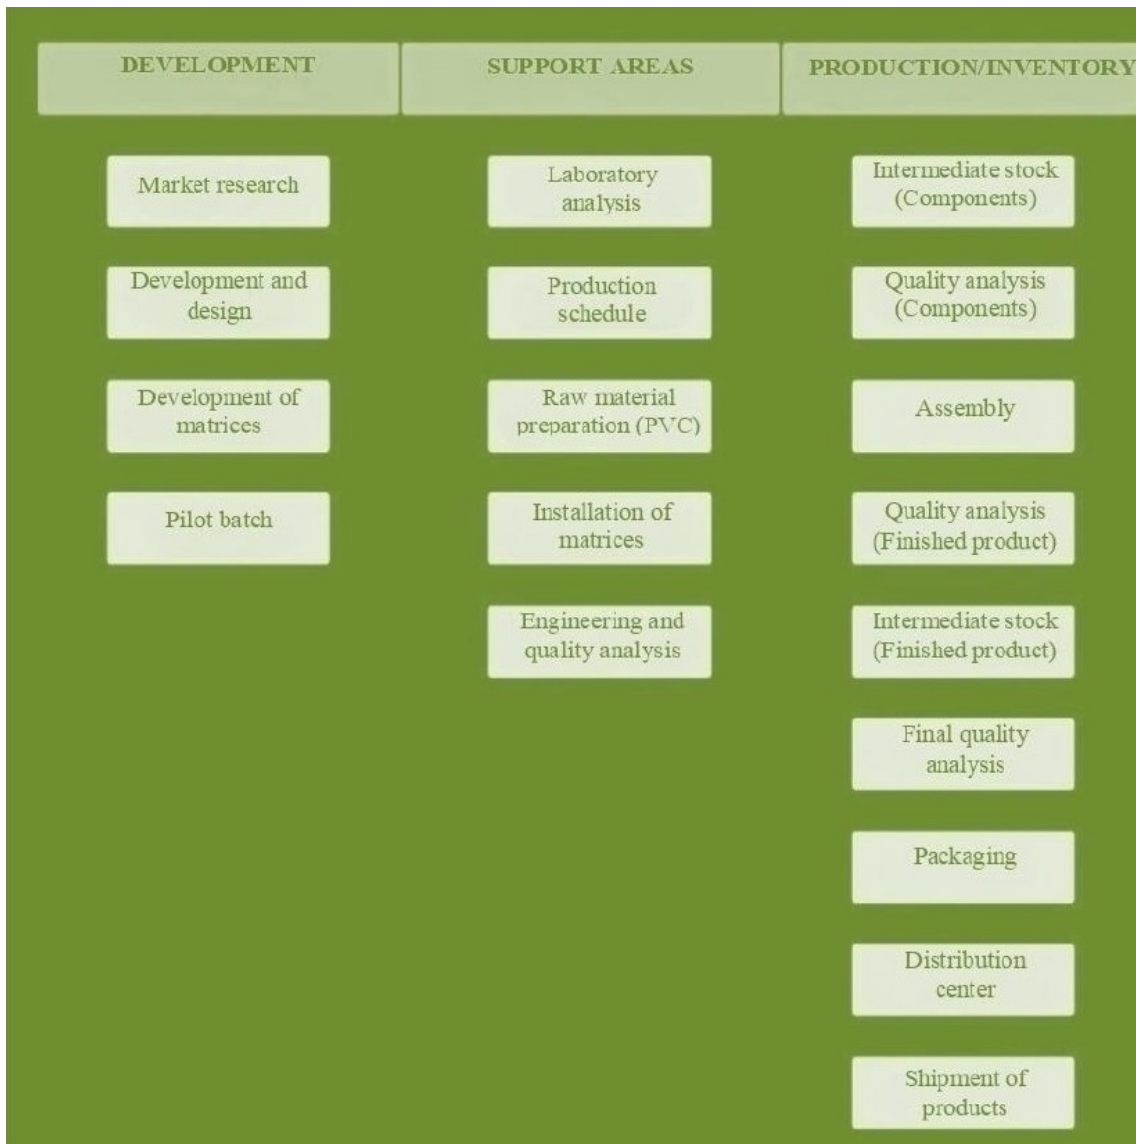 DEVELOPMENT
SUPPORT AREAS
PRODUCTION/INVENTORY
Market research
Development and
design
Development of
matrices
Pilot batch
Laboratory
analysis
Production
schedule
Raw material
preparation (PVC)
Installation of
matrices
Engineering and
quality analysis
Intermediate stock
(Components)
Quality analysis
(Components)
Assembly
Quality analysis
(Finished product)
Intermediate stock
(Finished product)
Final quality
analysis
Packaging
Distribution
center
Shipment of
products